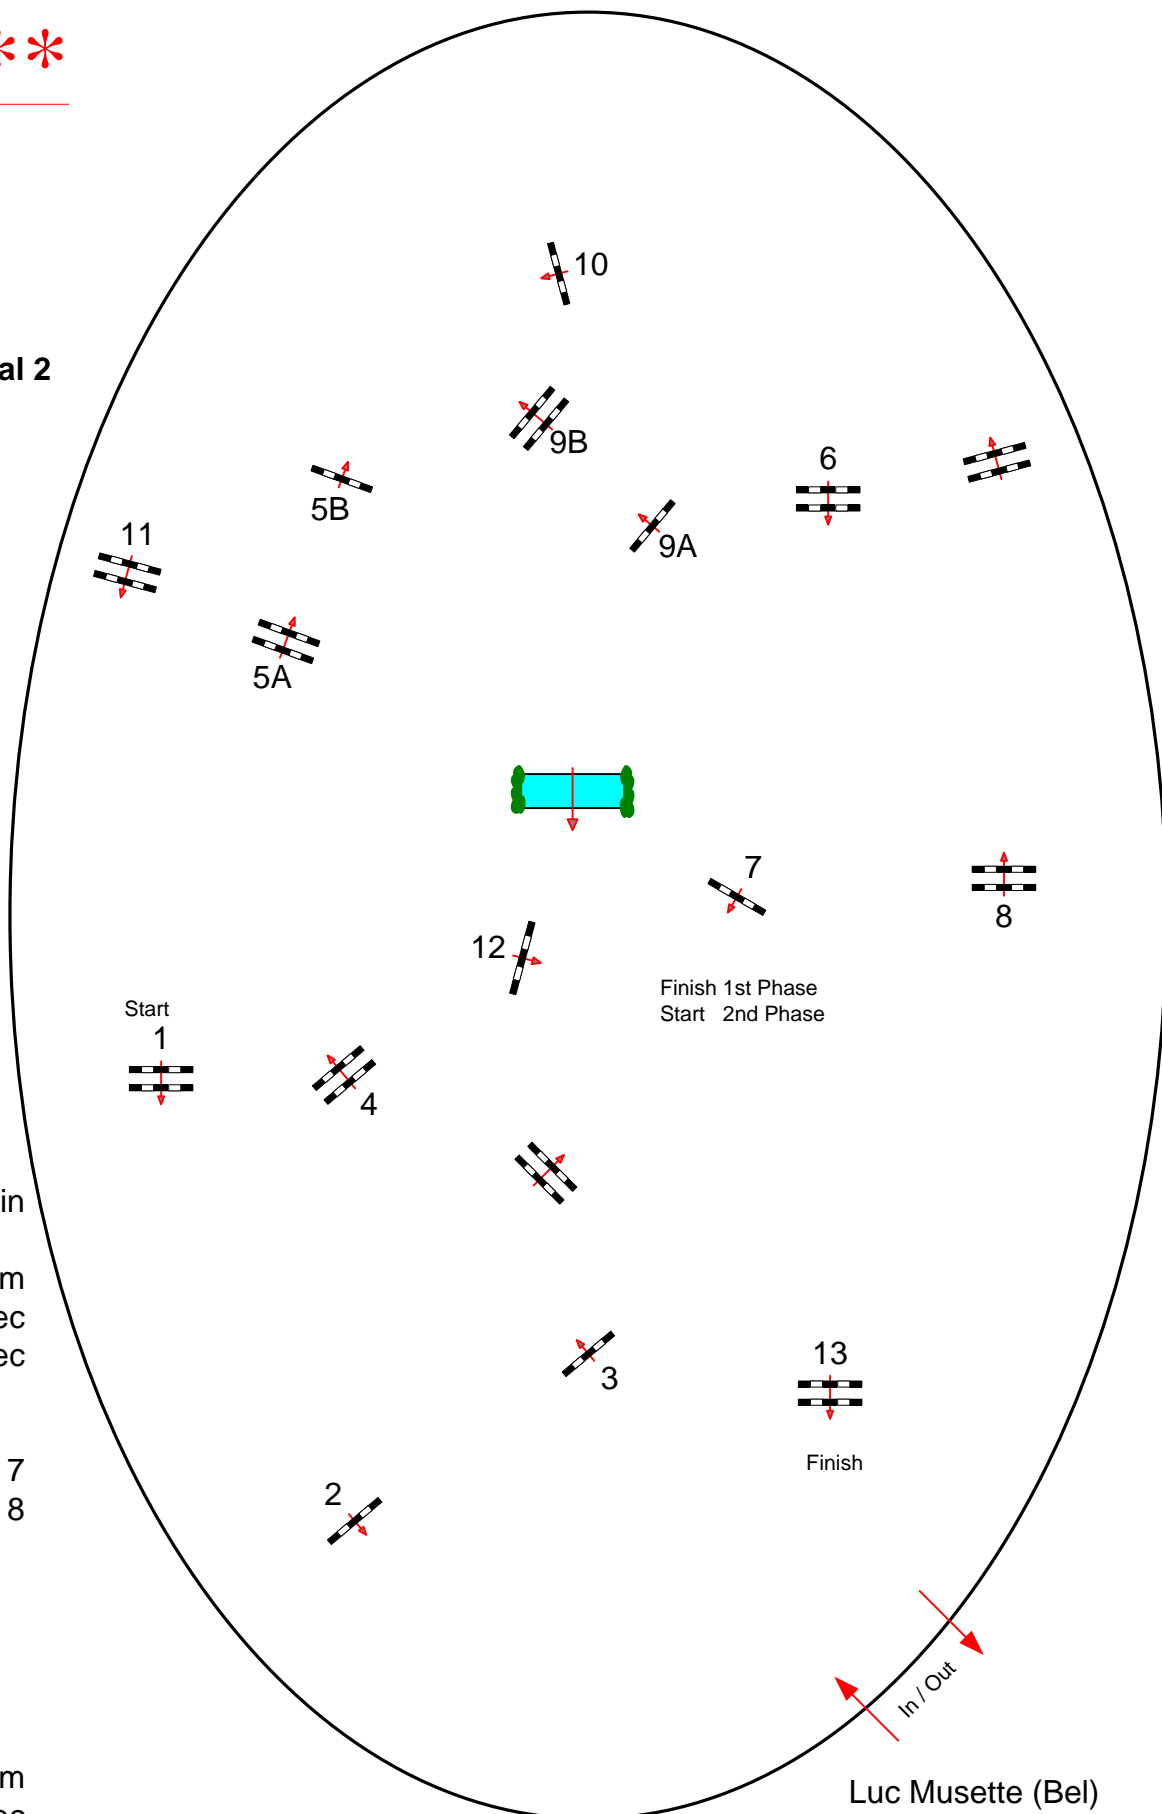 **
al 2
10
9B
6
5B
9A
11
5A
7
12
8
Finish 1st Phase
Start 2nd Phase
Start
1
4
in
m
ec
ec
3
13
Finish
7
8
2
In / Out
m
Luc Musette (Bel)